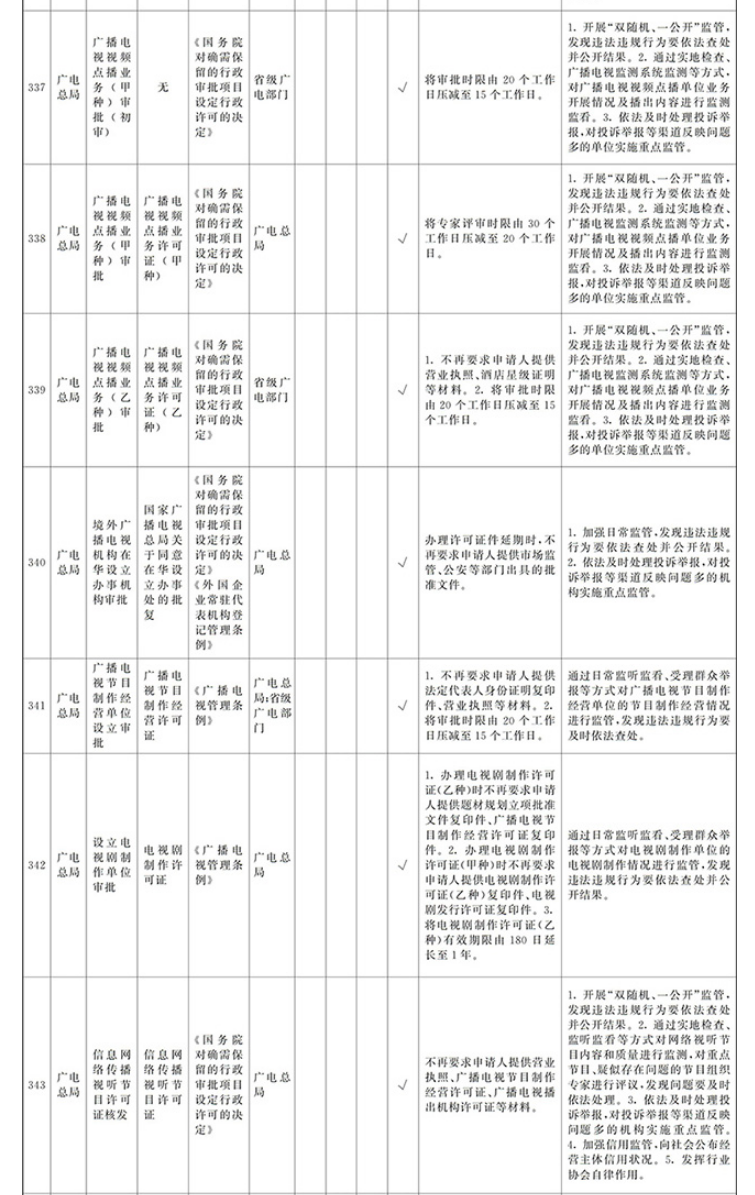 337
广电
总局
广播电
视视频
点播业
务（甲
种）审
批（初
审）
无
《国务院
对确需保
留的行政
审批项目
设定行政
许可的决
定》
省级广
电部门
√
将审批时限由 20 个工作
日压减至 15 个工作日。
1. 开展“双随机、一公开”监管，
发现违法违规行为要依法查处
并公开结果。2. 通过实地检查、
广播电视监测系统监测等方式，
对广播电视视频点播单位业务
开展情况及播出内容进行监测
监看。3. 依法及时处理投诉举
报，对投诉举报等渠道反映问题
多的单位实施重点监管。
338
广电
总局
广播电
视视频
点播业
务（甲
种）审
批
广播电
视视频
点播业
务许可
证（甲
种）
《国务院
对确需保
留的行政
审批项目
设定行政
许可的决
定》
广电总
局
√
将专家评审时限由 30 个
工作日压减至 20 个工作
日。
1. 开展“双随机、一公开”监管，
发现违法违规行为要依法查处
并公开结果。2. 通过实地检查、
广播电视监测系统监测等方式，
对广播电视视频点播单位业务
开展情况及播出内容进行监测
监看。3. 依法及时处理投诉举
报，对投诉举报等渠道反映问题
多的单位实施重点监管。
339
广电
总局
广播电
视视频
点播业
务（乙
种）审
批
广播电
视视频
点播业
务许可
证（乙
种）
《国务院
对确需保
留的行政
审批项目
设定行政
许可的决
定》
省级广
电部门
√
1. 不再要求申请人提供
营业执照、酒店星级证明
等材料。2. 将审批时限
由 20 个工作日压减至 15
个工作日。
1. 开展“双随机、一公开”监管，
发现违法违规行为要依法查处
并公开结果。2. 通过实地检查、
广播电视监测系统监测等方式，
对广播电视视频点播单位业务
开展情况及播出内容进行监测
监看。3. 依法及时处理投诉举
报，对投诉举报等渠道反映问题
多的单位实施重点监管。
340
广电
总局
境外广
播电视
机构在
华设立
办事机
构审批
国家广
播电视
总局关
于同意
在华设
立办事
处的批
复
《国务院
对确需保
留的行政
审批项目
设定行政
许可的决
定》
《外国企
业常驻代
表机构登
记管理条
例》
广电总
局
√
办理许可证件延期时，不
再要求申请人提供市场监
管、公安等部门出具的批
准文件。
1. 加强日常监管，发现违法违规
行为要依法查处并公开结果。
2. 依法及时处理投诉举报，对投
诉举报等渠道反映问题多的机
构实施重点监管。
341
广电
总局
广播电
视节目
制作经
营单位
设立审
批
广播电
视节目
制作经
营许可
证
《广播电
视管理条
例》
广电总
局；省级
广电部
门
√
1. 不再要求申请人提供
法定代表人身份证明复印
件、营业执照等材料。2.
将审批时限由 20 个工作
日压减至 15 个工作日。
通过日常监听监看、受理群众举
报等方式对广播电视节目制作
经营单位的节目制作经营情况
进行监管，发现违法违规行为要
及时依法查处。
342
广电
总局
设立电
视剧制
作单位
审批
电视剧
制作许
可证
《广播电
视管理条
例》
广电总
局
√
1. 办理电视剧制作许可
证（乙种）时不再要求申请
人提供题材规划立项批准
文件复印件、广播电视节
目制作经营许可证复印
件。2. 办理电视剧制作
许可证（甲种）时不再要求
申请人提供电视剧制作许
可证（乙种）复印件、电视
剧发行许可证复印件。3.
将电视剧制作许可证（乙
种）有效期限由 180 日延
长至 1 年。
通过日常监听监看、受理群众举
报等方式对电视剧制作单位的
电视剧制作情况进行监管，发现
违法违规行为要依法查处并公
开结果。
343
广电
总局
信息网
络传播
视听节
目许可
证核发
信息网
络传播
视听节
目许可
证
《国务院
对确需保
留的行政
审批项目
设定行政
许可的决
定》
广电总
局
√
不再要求申请人提供营业
执照、广播电视节目制作
经营许可证、广播电视播
出机构许可证等材料。
1. 开展“双随机、一公开”监管，
发现违法违规行为要依法查处
并公开结果。2. 通过实地检查、
监听监看等方式对网络视听节
目内容和质量进行监测，对重点
节目、疑似存在问题的节目组织
专家进行评议，发现问题要及时
依法处理。3. 依法及时处理投
诉举报，对投诉举报等渠道反映
问题多的机构实施重点监管。
4. 加强信用监管，向社会公布经
营主体信用状况。5. 发挥行业
协会自律作用。